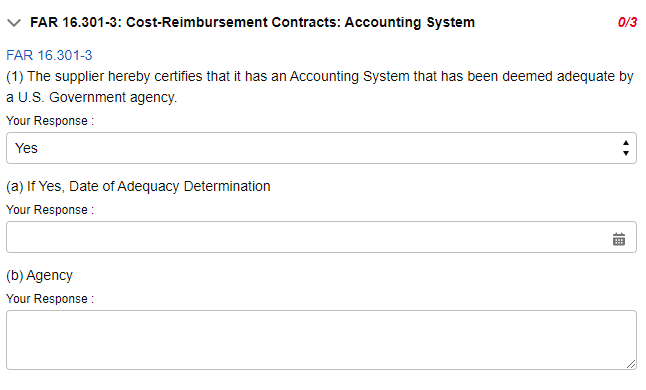 FAR 16.301-3: Cost-Reimbursement Contracts: Accounting System 0/3
FAR 16.301-3
(1) The supplier hereby certifies that it has an Accounting System that has been deemed adequate by
a U.S. Government agency.
Your Response :
Yes
(a) If Yes, Date of Adequacy Determination
Your Response :
(b) Agency
Your Response :